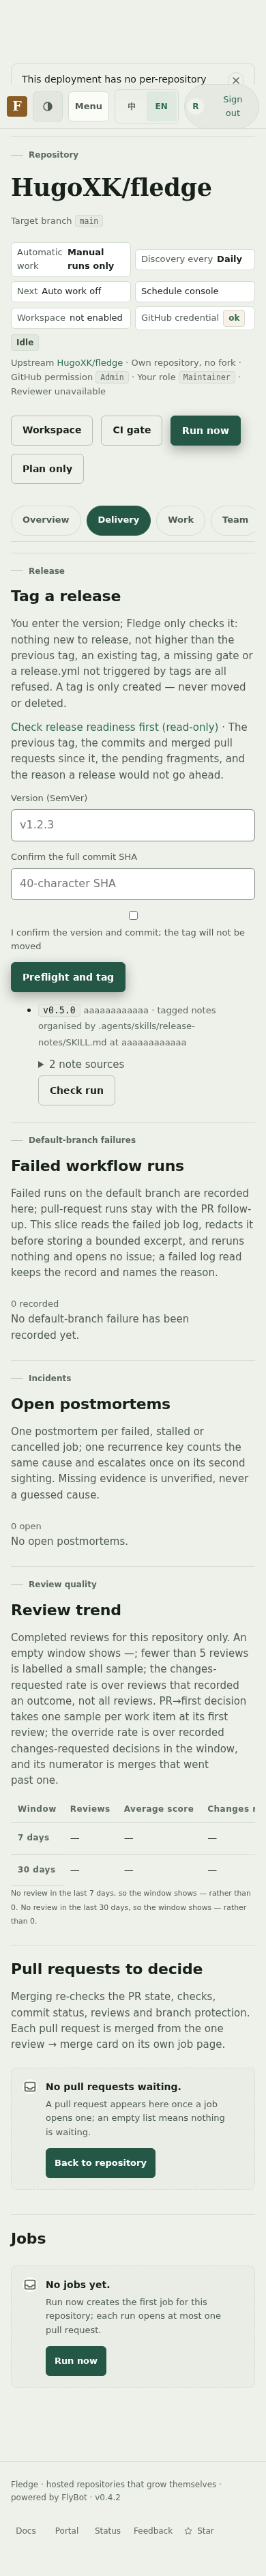 This deployment has no per-repository
F
Menu
中
EN
R
Sign out
Repository
HugoXK/fledge
Target branch main
Automatic work Manual runs only
Discovery every Daily
Next Auto work off
Schedule console
Workspace not enabled
GitHub credential ok
Idle
Upstream HugoXK/fledge · Own repository, no fork ·
GitHub permission Admin · Your role Maintainer ·
Reviewer unavailable
Workspace
CI gate
Run now
Plan only
Overview
Delivery
Work
Team
Release
Tag a release
You enter the version; Fledge only checks it:
nothing new to release, not higher than the
previous tag, an existing tag, a missing gate or
a release.yml not triggered by tags are all
refused. A tag is only created — never moved
or deleted.
Check release readiness first (read-only) · The
previous tag, the commits and merged pull
requests since it, the pending fragments, and
the reason a release would not go ahead.
Version (SemVer)
v1.2.3
Confirm the full commit SHA
40-character SHA
I confirm the version and commit; the tag will not be
moved
Preflight and tag
v0.5.0 aaaaaaaaaaaa · tagged notes
organised by .agents/skills/release-
notes/SKILL.md at aaaaaaaaaaaa
2 note sources
Check run
Default-branch failures
Failed workflow runs
Failed runs on the default branch are recorded
here; pull-request runs stay with the PR follow-
up. This slice reads the failed job log, redacts it
before storing a bounded excerpt, and reruns
nothing and opens no issue; a failed log read
keeps the record and names the reason.
0 recorded
No default-branch failure has been
recorded yet.
Incidents
Open postmortems
One postmortem per failed, stalled or
cancelled job; one recurrence key counts the
same cause and escalates once on its second
sighting. Missing evidence is unverified, never
a guessed cause.
0 open
No open postmortems.
Review quality
Review trend
Completed reviews for this repository only. An
empty window shows —; fewer than 5 reviews
is labelled a small sample; the changes-
requested rate is over reviews that recorded
an outcome, not all reviews. PR→first decision
takes one sample per work item at its first
review; the override rate is over recorded
changes-requested decisions in the window,
and its numerator is merges that went
past one.
Window Reviews Average score Changes
7 days — — —
30 days — — —
No review in the last 7 days, so the window shows — rather than
0. No review in the last 30 days, so the window shows — rather
than 0.
Pull requests to decide
Merging re-checks the PR state, checks,
commit status, reviews and branch protection.
Each pull request is merged from the one
review → merge card on its own job page.
No pull requests waiting.
A pull request appears here once a job
opens one; an empty list means nothing
is waiting.
Back to repository
Jobs
No jobs yet.
Run now creates the first job for this
repository; each run opens at most one
pull request.
Run now
Fledge · hosted repositories that grow themselves ·
powered by FlyBot · v0.4.2
Docs
Portal
Status
Feedback
Star